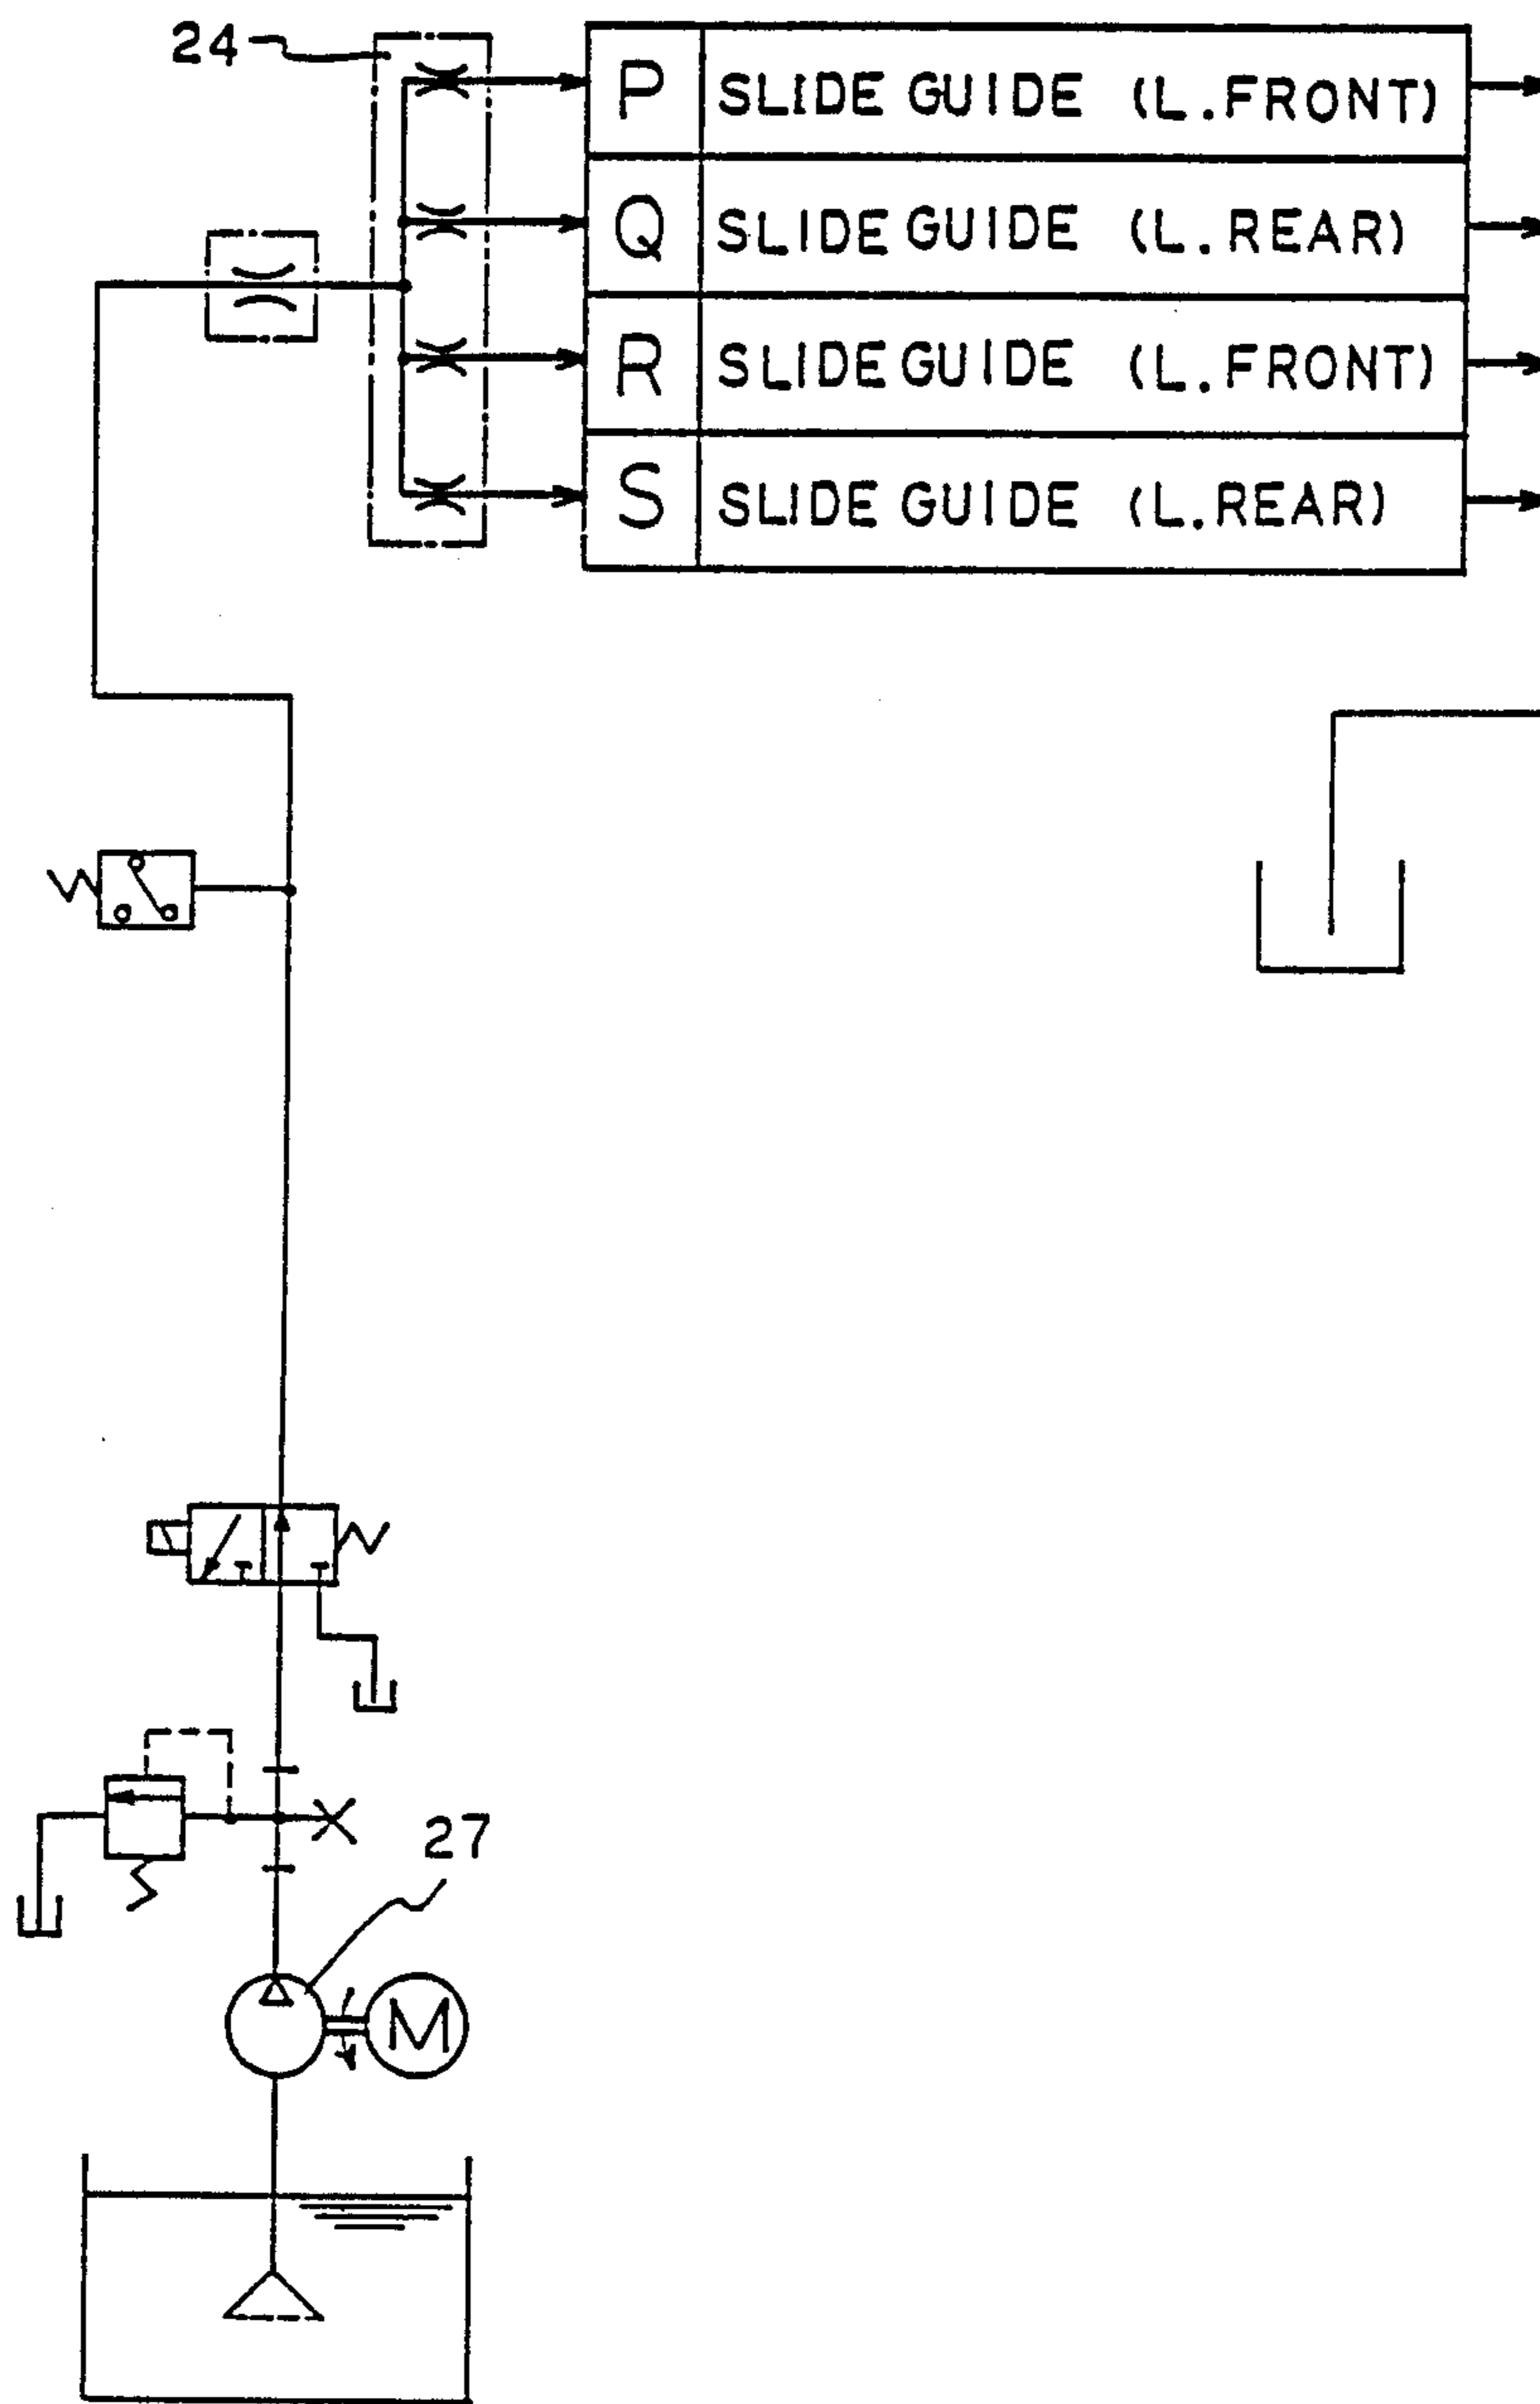 24
P SLIDE GUIDE (L.FRONT)
Q SLIDE GUIDE (L.REAR)
R SLIDE GUIDE (L.FRONT)
S SLIDE GUIDE (L.REAR)
27
M